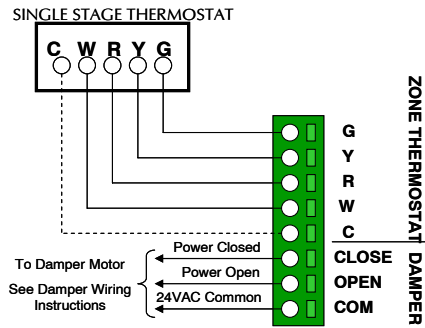 SINGLE STAGE THERMOSTAT
C W R Y G
G
Y
R
W
C
CLOSE
OPEN
COM
ZONE THERMOSTAT
DAMPER
Power Closed
Power Open
24VAC Common
To Damper Motor
See Damper Wiring
Instructions